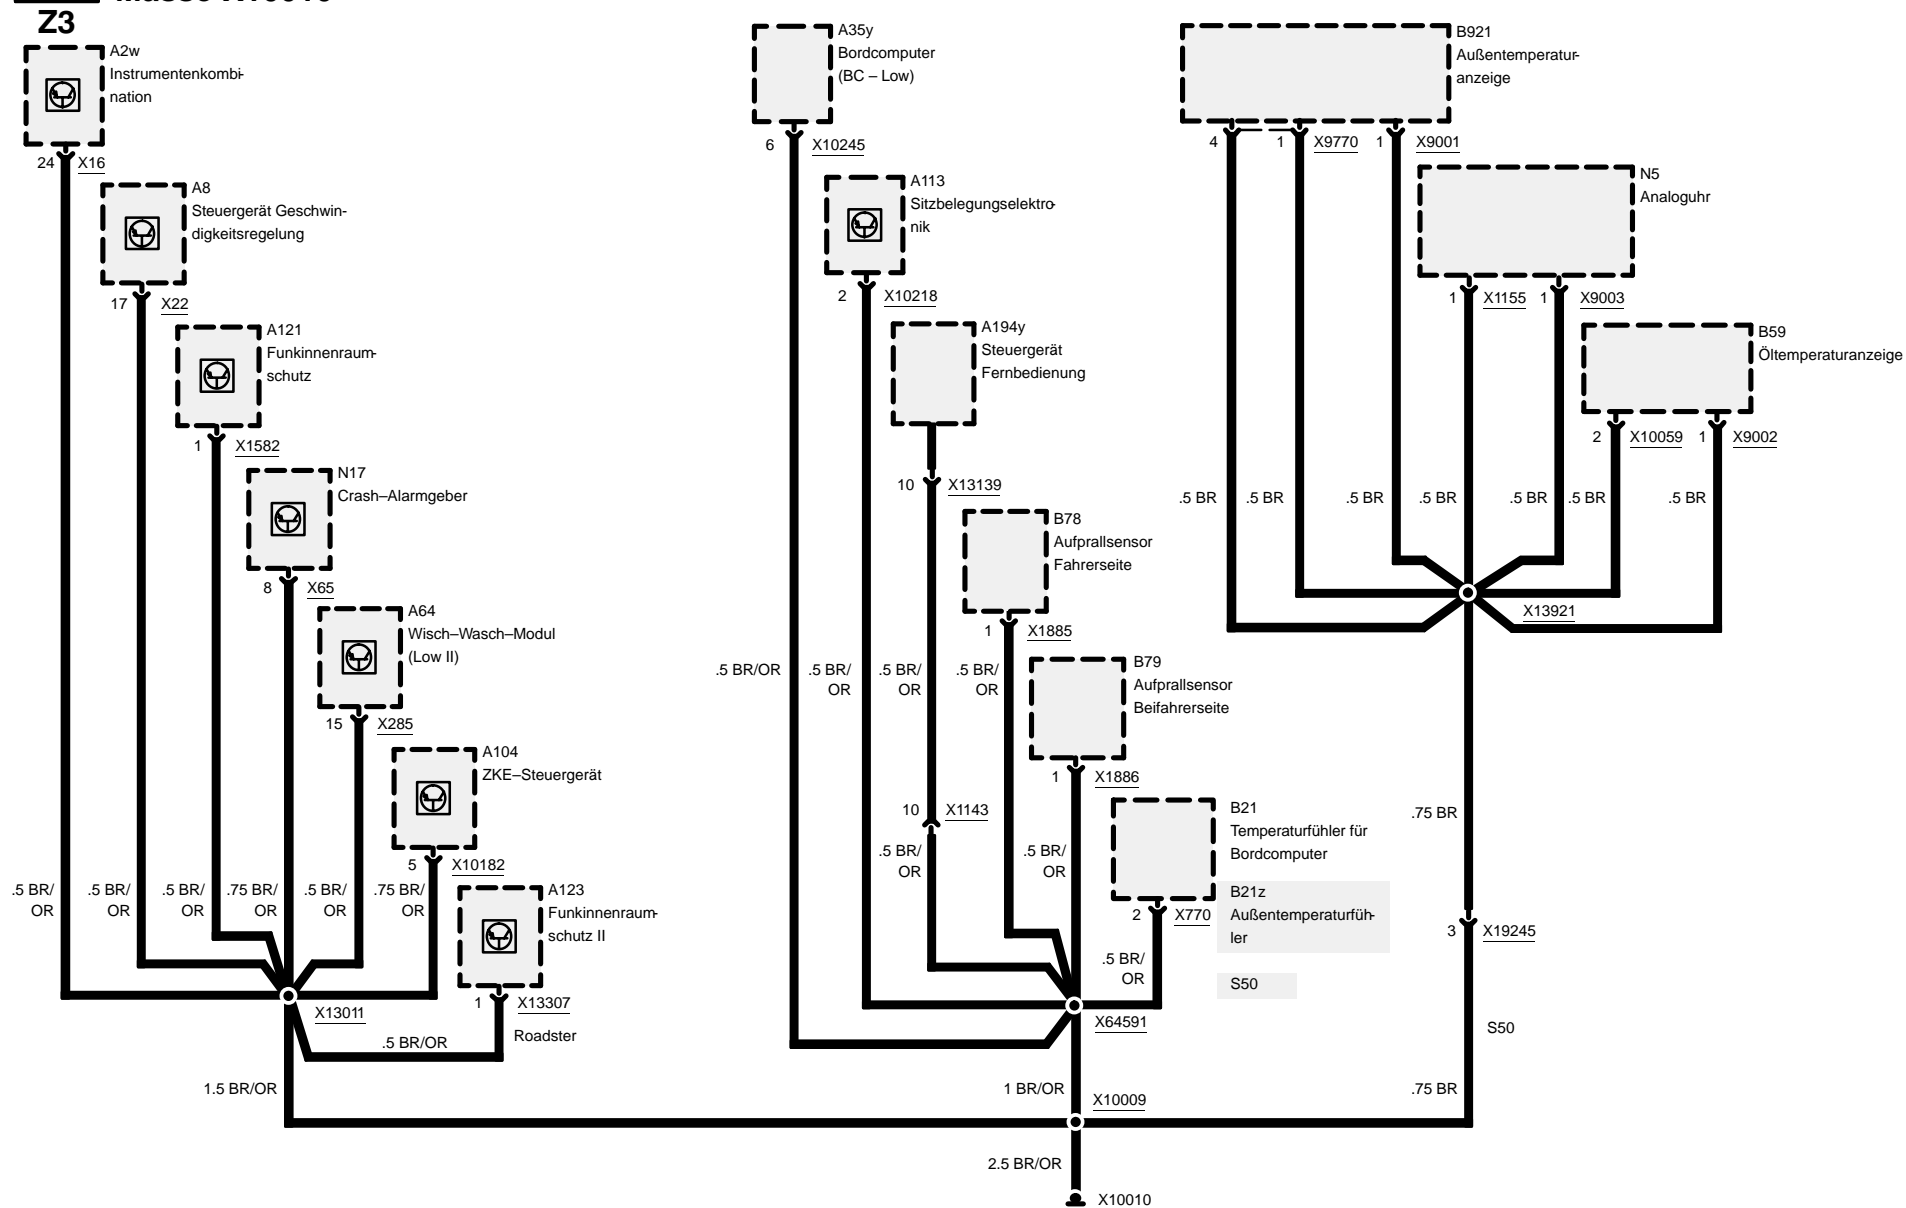 Z3
A2w
Instrumentenkombi-
nation
24 X16
A8
Steuergerät Geschwin-
digkeitsregelung
17 X22
A121
Funkinnenraum-
schutz
1 X1582
N17
Crash–Alarmgeber
8 X65
A64
Wisch–Wasch–Modul
(Low II)
15 X285
A104
ZKE–Steuergerät
5 X10182
A123
Funkinnenraum-
schutz II
1 X13307
Roadster
.5 BR/
OR
.5 BR/
OR
.5 BR/
OR
.75 BR/
OR
.5 BR/
OR
.75 BR/
OR
X13011
.5 BR/OR
1.5 BR/OR
A35y
Bordcomputer
(BC – Low)
6 X10245
A113
Sitzbelegungselektro-
nik
2 X10218
A194y
Steuergerät
Fernbedienung
10 X13139
B78
Aufprallsensor
Fahrerseite
1 X1885
.5 BR/OR
.5 BR/
OR
.5 BR/
OR
.5 BR/
OR
B79
Aufprallsensor
Beifahrerseite
1 X1886
10 X1143
.5 BR/
OR
.5 BR/
OR
B21
Temperaturfühler für
Bordcomputer
B21z
Außentemperaturfüh-
ler
S50
2 X770
.5 BR/
OR
X64591
1 BR/OR
X10009
2.5 BR/OR
X10010
B921
Außentemperatur-
anzeige
4 1 X9770 1 X9001
N5
Analoguhr
1 X1155 1 X9003
B59
Öltemperaturanzeige
2 X10059 1 X9002
.5 BR .5 BR .5 BR .5 BR .5 BR .5 BR .5 BR
X13921
.75 BR
3 X19245
S50
.75 BR